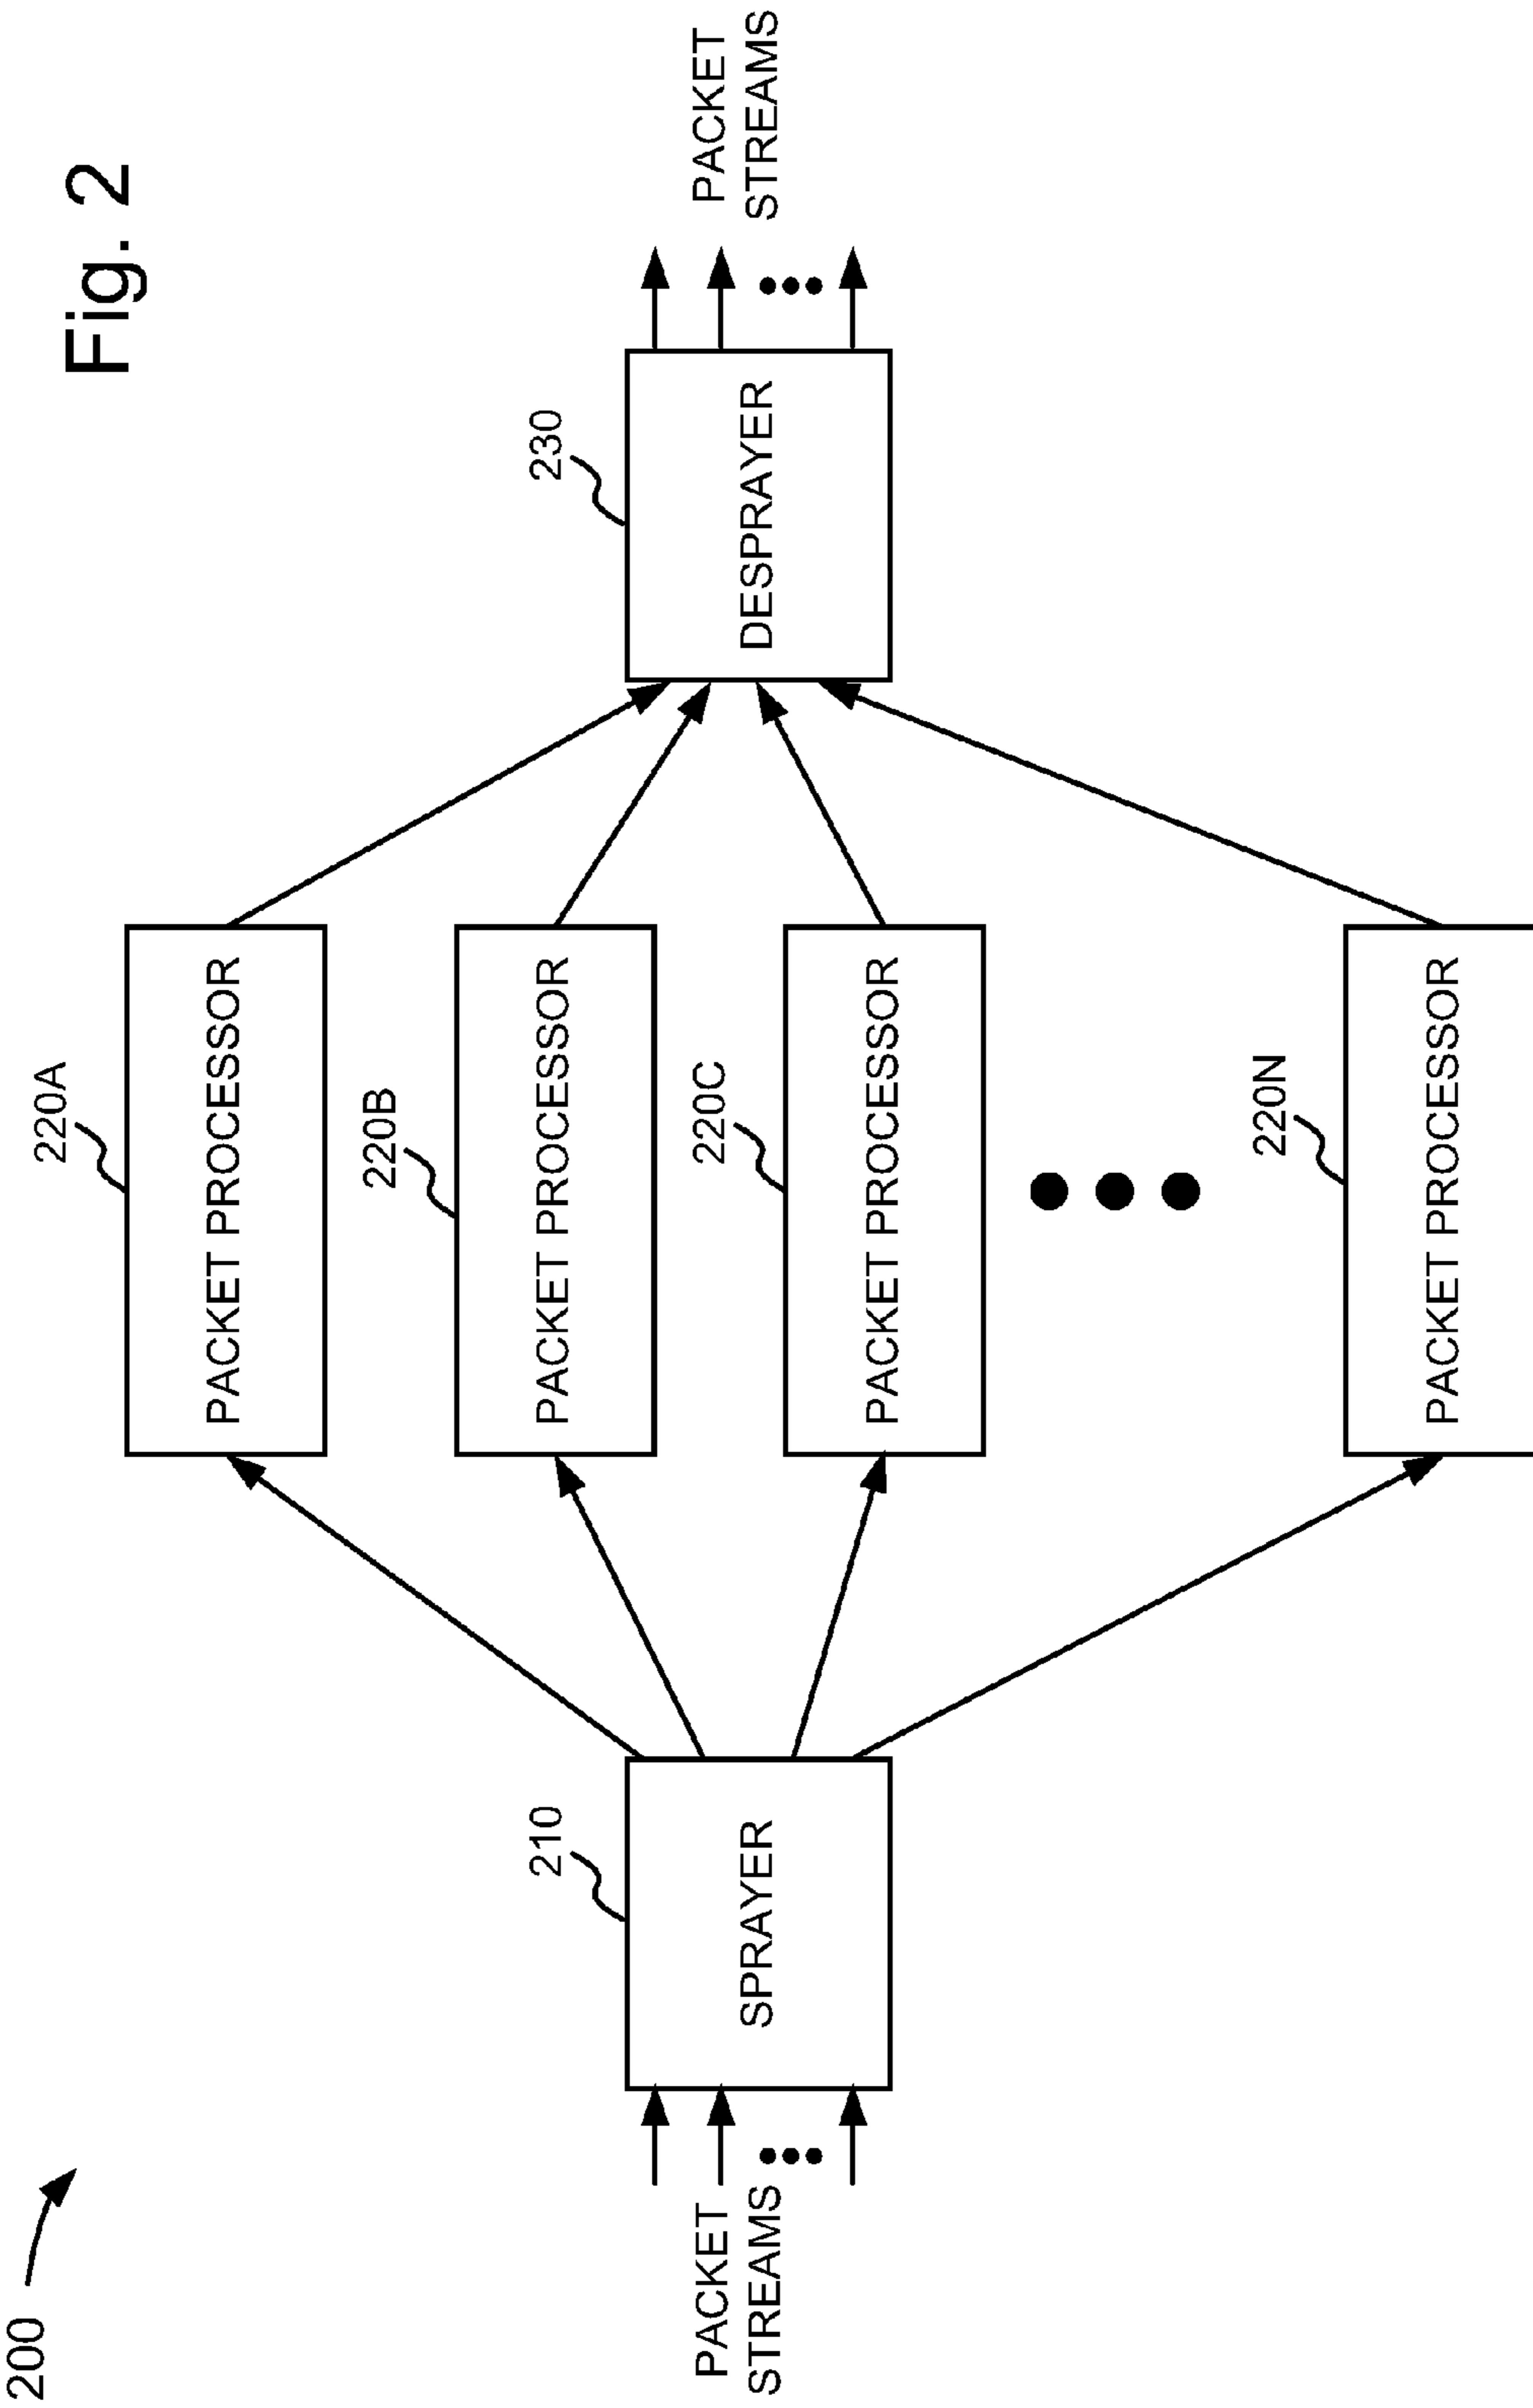 Fig. 2
200
220A
PACKET PROCESSOR
220B
PACKET PROCESSOR
210
230
PACKET
STREAMS
SPRAYER
220C
PACKET PROCESSOR
DESPRAYER
PACKET
STREAMS
220N
PACKET PROCESSOR